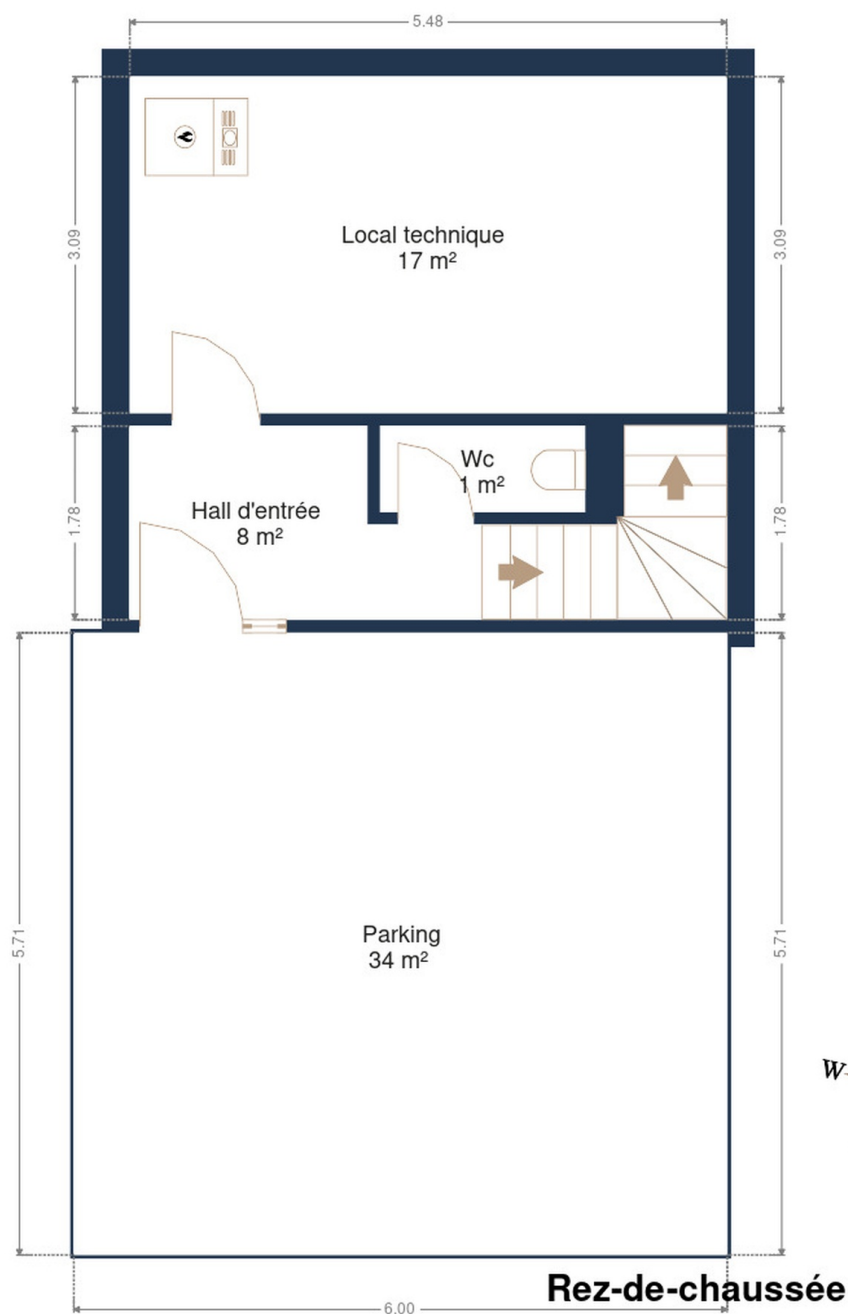 5.48
3.09
3.09
Local technique
17 m²
Wc
1 m²
1.78
Hall d'entrée
8 m²
1.78
5.71
Parking
34 m²
5.71
W
Rez-de-chaussée
6.00